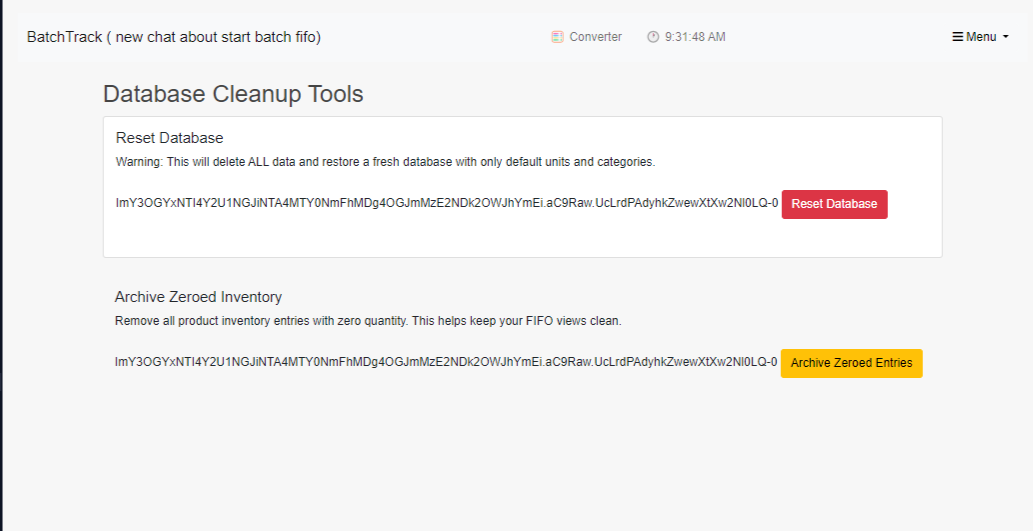 BatchTrack ( new chat about start batch fifo)
Converter
9:31:48 AM
Menu
Database Cleanup Tools
Reset Database
Warning: This will delete ALL data and restore a fresh database with only default units and categories.
ImY3OGYxNTI4Y2U1NGJiNTA4MTY0NmFhMDg4OGJmMzE2NDk2OWJhYmEi.aC9Raw.UcLrdPAdyhkZwewXtXw2Nl0LQ-0
Reset Database
Archive Zeroed Inventory
Remove all product inventory entries with zero quantity. This helps keep your FIFO views clean.
ImY3OGYxNTI4Y2U1NGJiNTA4MTY0NmFhMDg4OGJmMzE2NDk2OWJhYmEi.aC9Raw.UcLrdPAdyhkZwewXtXw2Nl0LQ-0
Archive Zeroed Entries